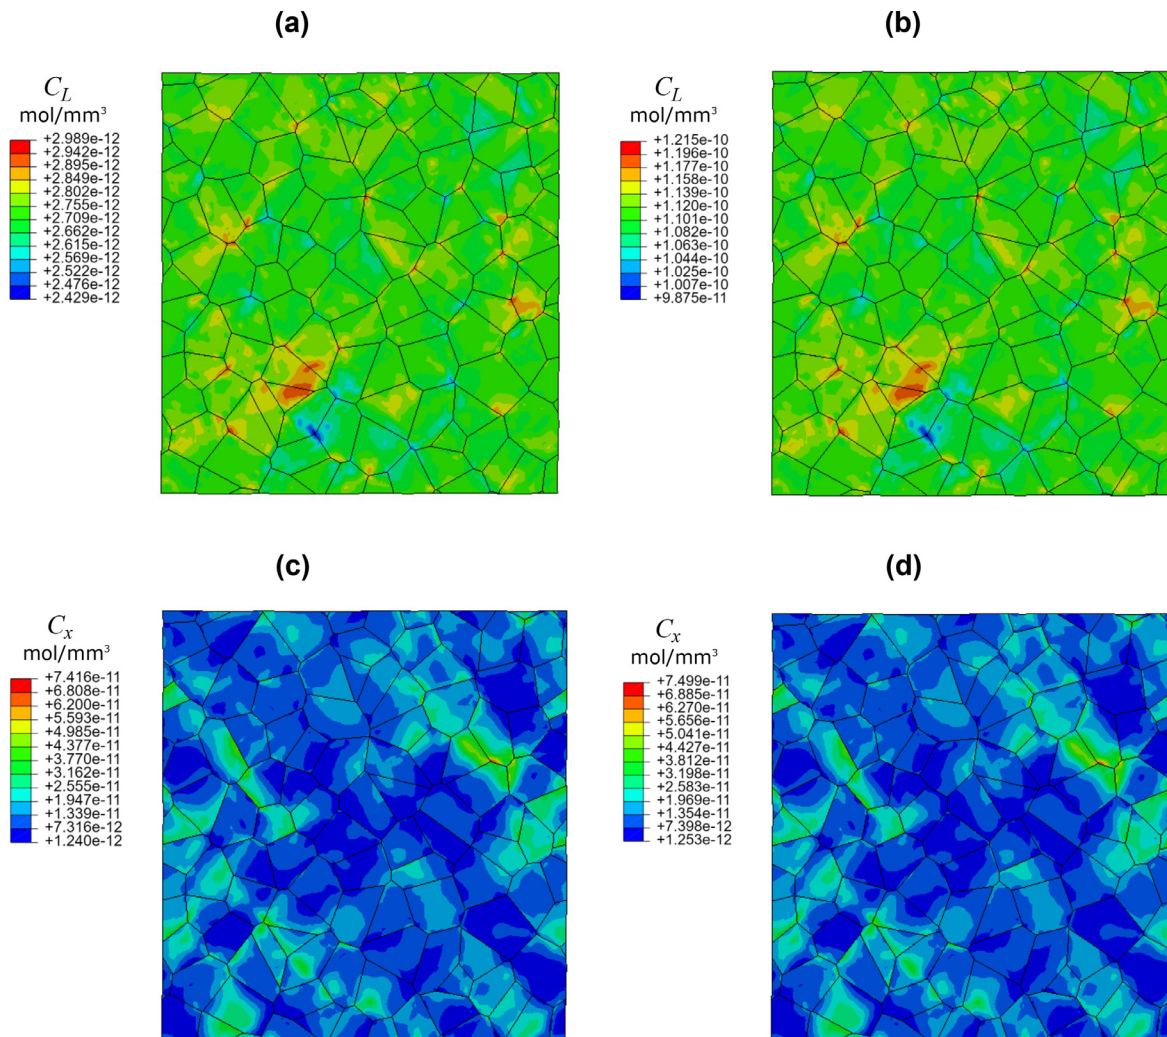 (a)
C_L
mol/mm³
+2.989e-12
+2.942e-12
+2.895e-12
+2.849e-12
+2.802e-12
+2.755e-12
+2.709e-12
+2.662e-12
+2.615e-12
+2.569e-12
+2.522e-12
+2.476e-12
+2.429e-12
(b)
C_L
mol/mm³
+1.215e-10
+1.196e-10
+1.177e-10
+1.158e-10
+1.139e-10
+1.120e-10
+1.101e-10
+1.082e-10
+1.063e-10
+1.044e-10
+1.025e-10
+1.007e-10
+9.875e-11
(c)
C_x
mol/mm³
+7.416e-11
+6.808e-11
+6.200e-11
+5.593e-11
+4.985e-11
+4.377e-11
+3.770e-11
+3.162e-11
+2.555e-11
+1.947e-11
+1.339e-11
+7.316e-12
+1.240e-12
(d)
C_x
mol/mm³
+7.499e-11
+6.885e-11
+6.270e-11
+5.656e-11
+5.041e-11
+4.427e-11
+3.812e-11
+3.198e-11
+2.583e-11
+1.969e-11
+1.354e-11
+7.398e-12
+1.253e-12